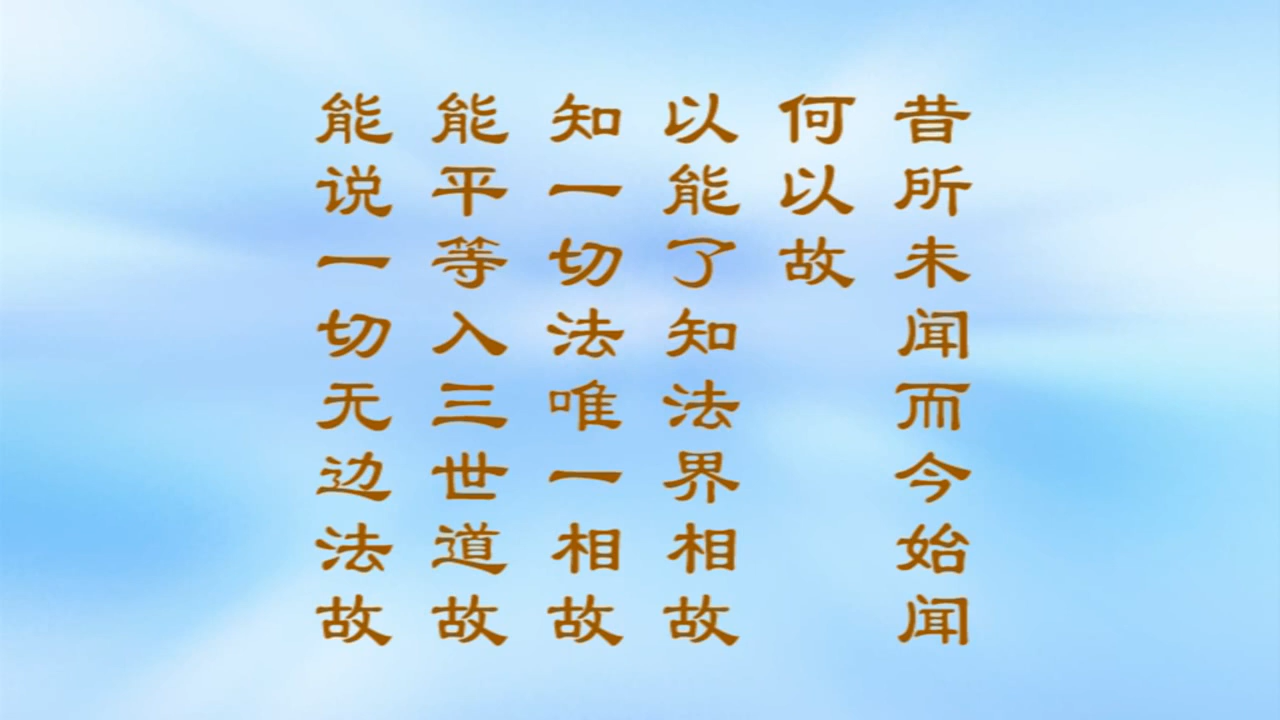 昔所未闻而今始闻
何以故
以能了知法界相故
知一切法唯一相故
能平等入三世道故
能说一切无边法故